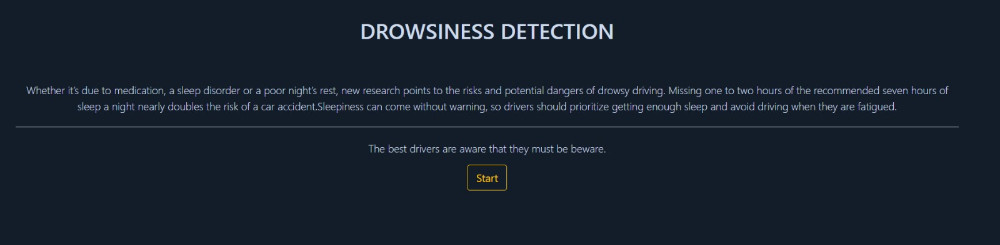 DROWSINESS DETECTION
Whether it’s due to medication, a sleep disorder or a poor night’s rest, new research points to the risks and potential dangers of drowsy driving. Missing one to two hours of the recommended seven hours of
sleep a night nearly doubles the risk of a car accident.Sleepiness can come without warning, so drivers should prioritize getting enough sleep and avoid driving when they are fatigued.
The best drivers are aware that they must be beware.
Start